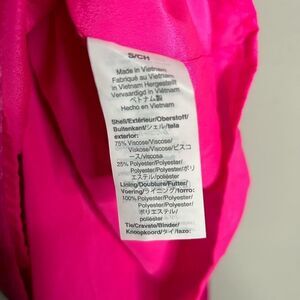 S/CH
Made in Vietnam
Fabriqué au Vietnam
In Vietnam Hergestellt
Vervaardigd in Vietnam
ベトナム製
Hecho en Vietnam
Shell/Extérieur/Oberstoff/
Buitenkant/シェル/tela
exterior:
75% Viscose/Viscose/
Viskose/Viscose/ビスコ
ース/viscosa
25% Polyester/Polyester/
Polyester/Polyester/ポリ
エステル/poliéster
Lining/Doublure/Futter/
Voering/ライニング/forro:
100% Polyester/Polyester/
Polyester/Polyester/
ポリエステル/
poliéster
Tie/Cravate/Binder/
Knoopkoord/タイ/lazo: